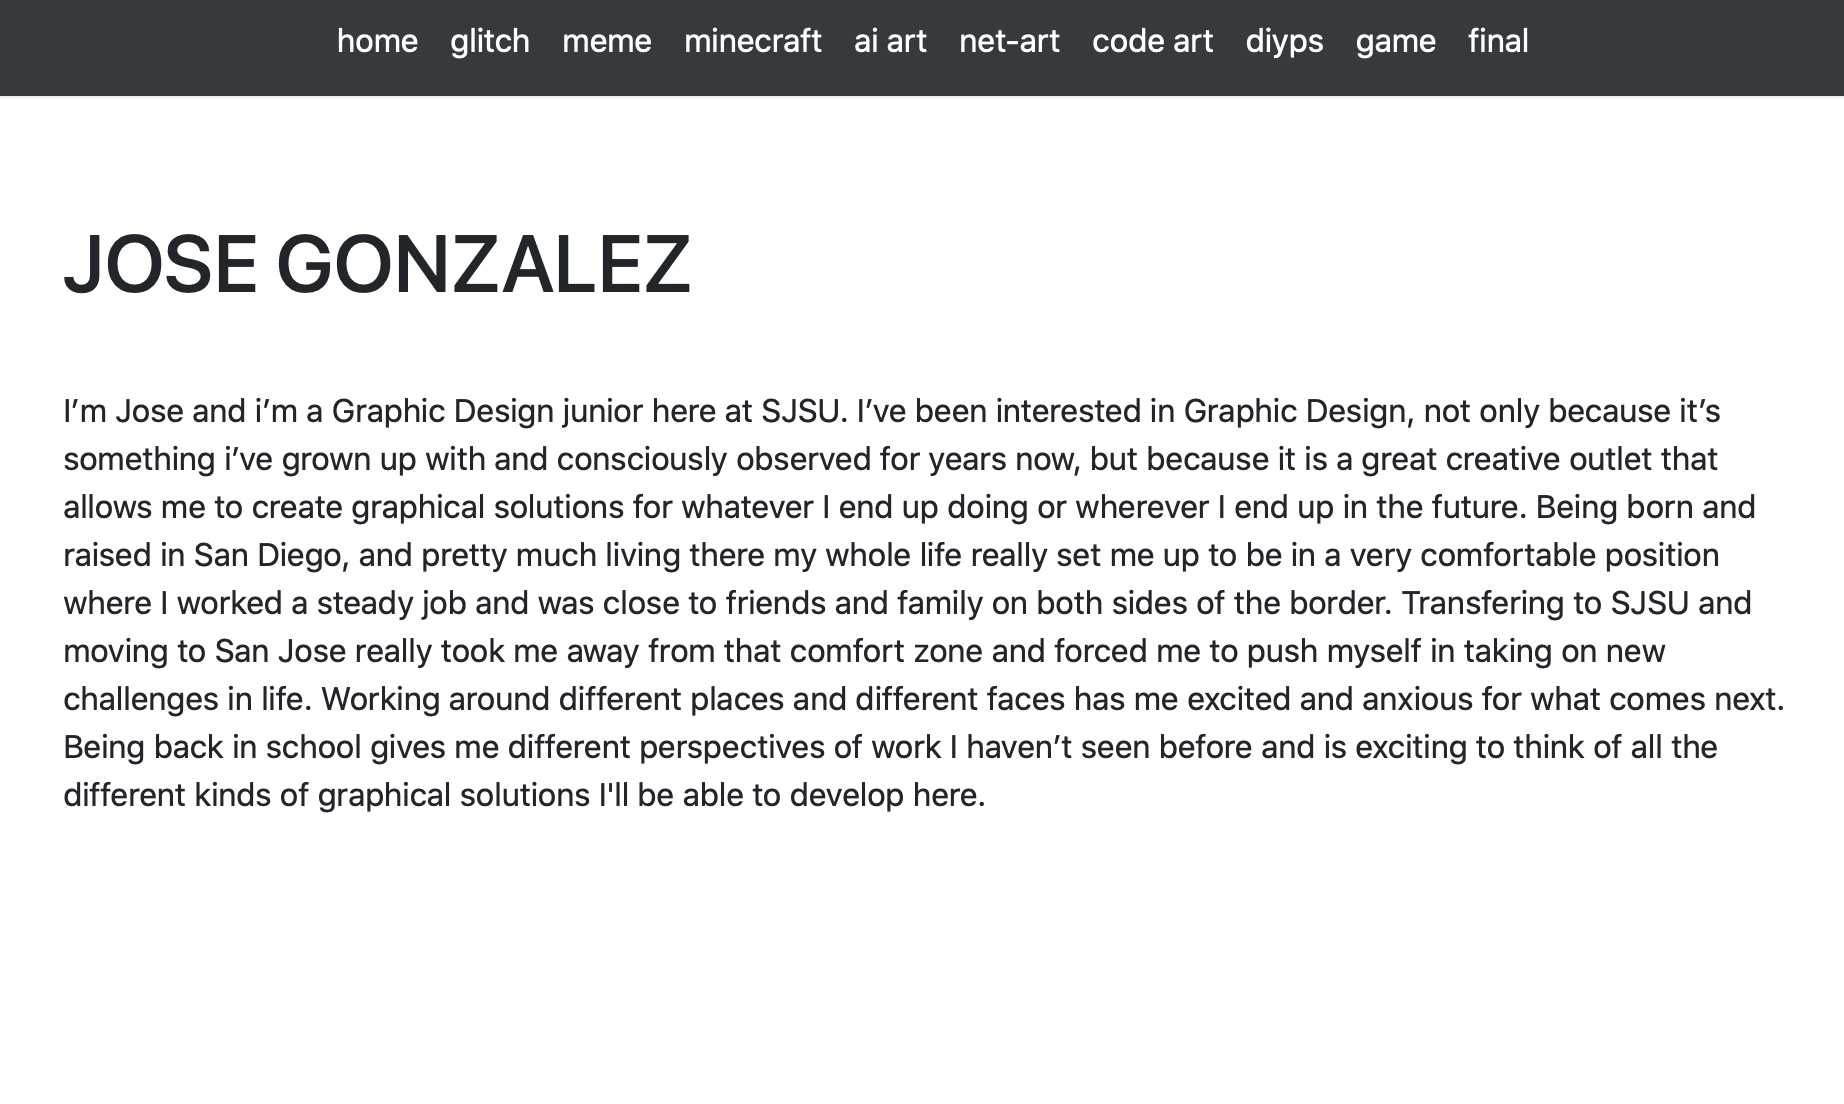 home glitch meme minecraft ai art net-art code art diyps game final
JOSE GONZALEZ
I’m Jose and i’m a Graphic Design junior here at SJSU. I’ve been interested in Graphic Design, not only because it’s
something i’ve grown up with and consciously observed for years now, but because it is a great creative outlet that
allows me to create graphical solutions for whatever I end up doing or wherever I end up in the future. Being born and
raised in San Diego, and pretty much living there my whole life really set me up to be in a very comfortable position
where I worked a steady job and was close to friends and family on both sides of the border. Transfering to SJSU and
moving to San Jose really took me away from that comfort zone and forced me to push myself in taking on new
challenges in life. Working around different places and different faces has me excited and anxious for what comes next.
Being back in school gives me different perspectives of work I haven’t seen before and is exciting to think of all the
different kinds of graphical solutions I'll be able to develop here.